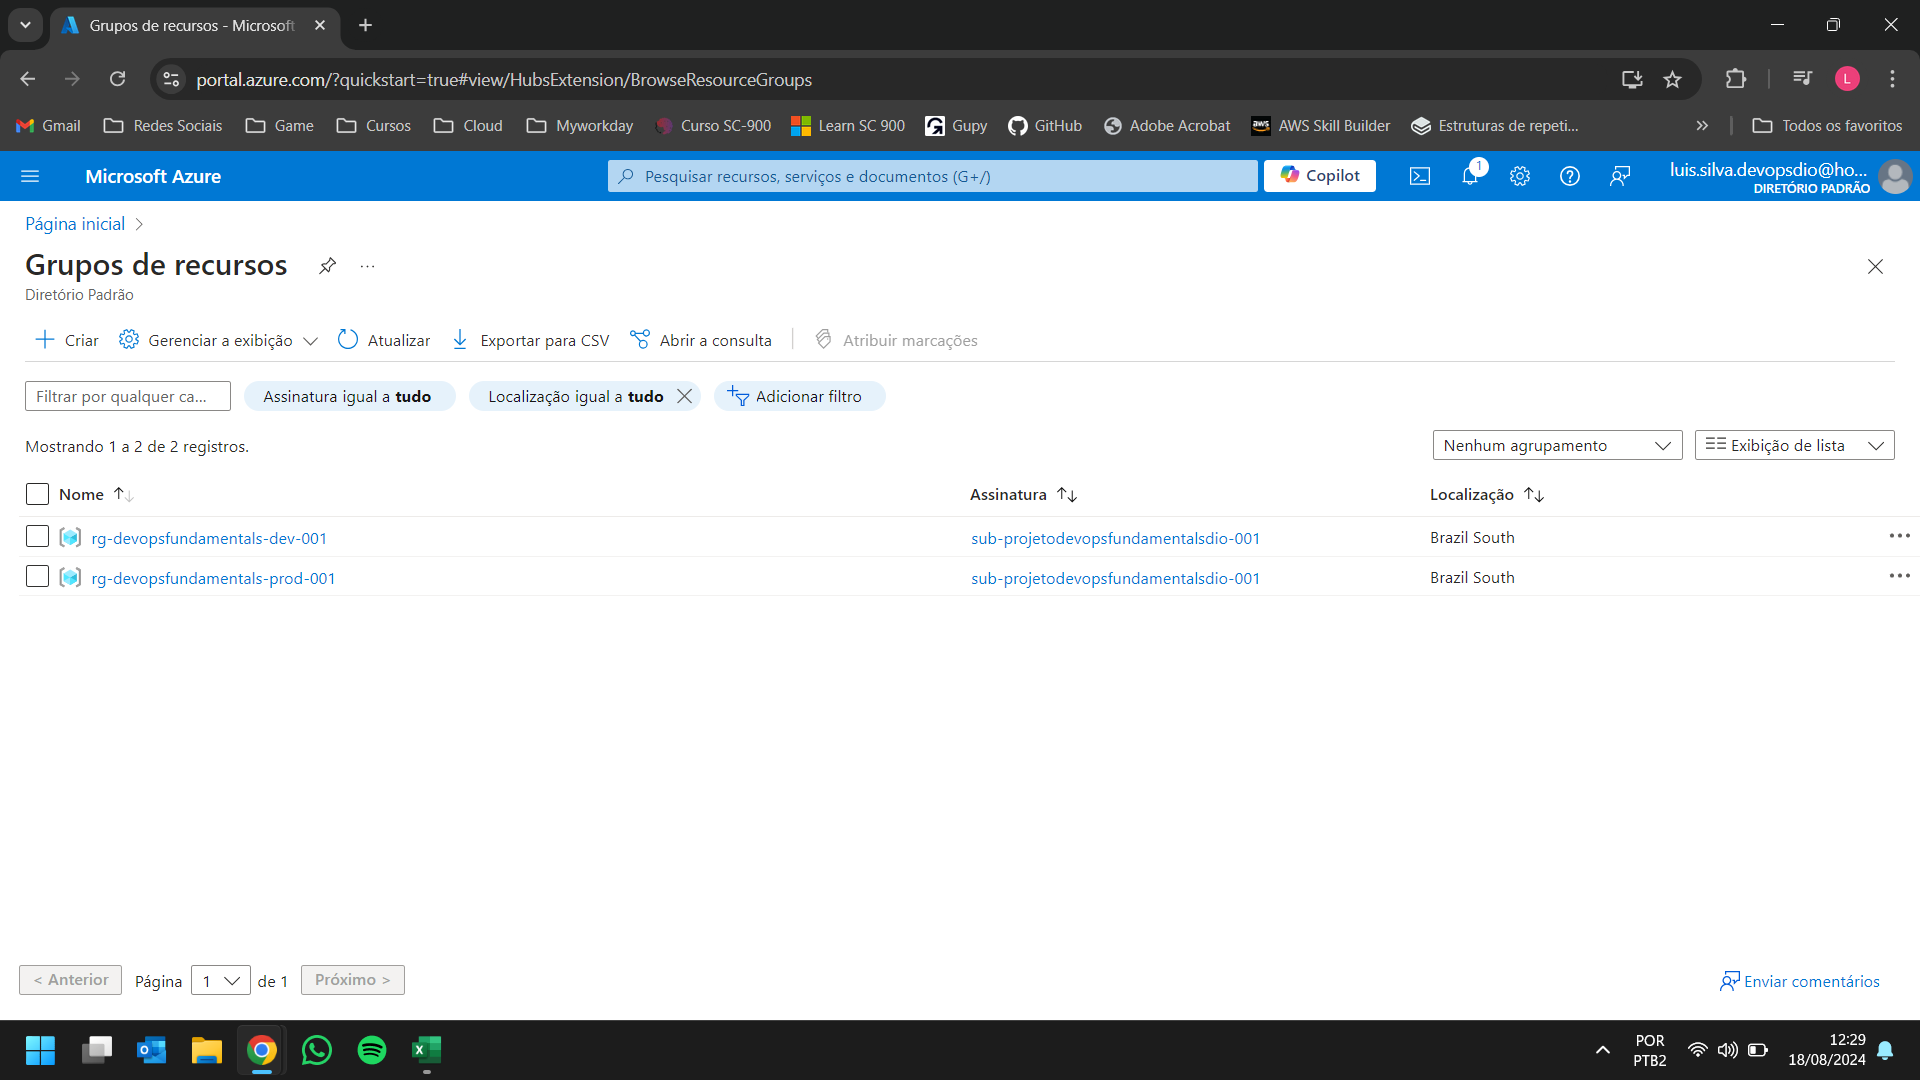 Grupos de recursos - Microsoft
portal.azure.com/?quickstart=true#view/HubsExtension/BrowseResourceGroups
L
Gmail Redes Sociais Game Cursos Cloud Myworkday Curso SC-900 Learn SC 900 Gupy GitHub Adobe Acrobat aws AWS Skill Builder Estruturas de repeti... Todos os favoritos
Microsoft Azure
Pesquisar recursos, serviços e documentos (G+/)
Copilot
1
luis.silva.devopsdio@ho...
DIRETÓRIO PADRÃO
Página inicial
Grupos de recursos
Diretório Padrão
Criar Gerenciar a exibição Atualizar Exportar para CSV Abrir a consulta Atribuir marcações
Filtrar por qualquer ca... Assinatura igual a tudo Localização igual a tudo Adicionar filtro
Mostrando 1 a 2 de 2 registros. Nenhum agrupamento Exibição de lista
Nome Assinatura Localização
rg-devopsfundamentals-dev-001 sub-projetodevopsfundamentalsdio-001 Brazil South
rg-devopsfundamentals-prod-001 sub-projetodevopsfundamentalsdio-001 Brazil South
< Anterior Página 1 de 1 Próximo > Enviar comentários
POR
PTB2
12:29
18/08/2024